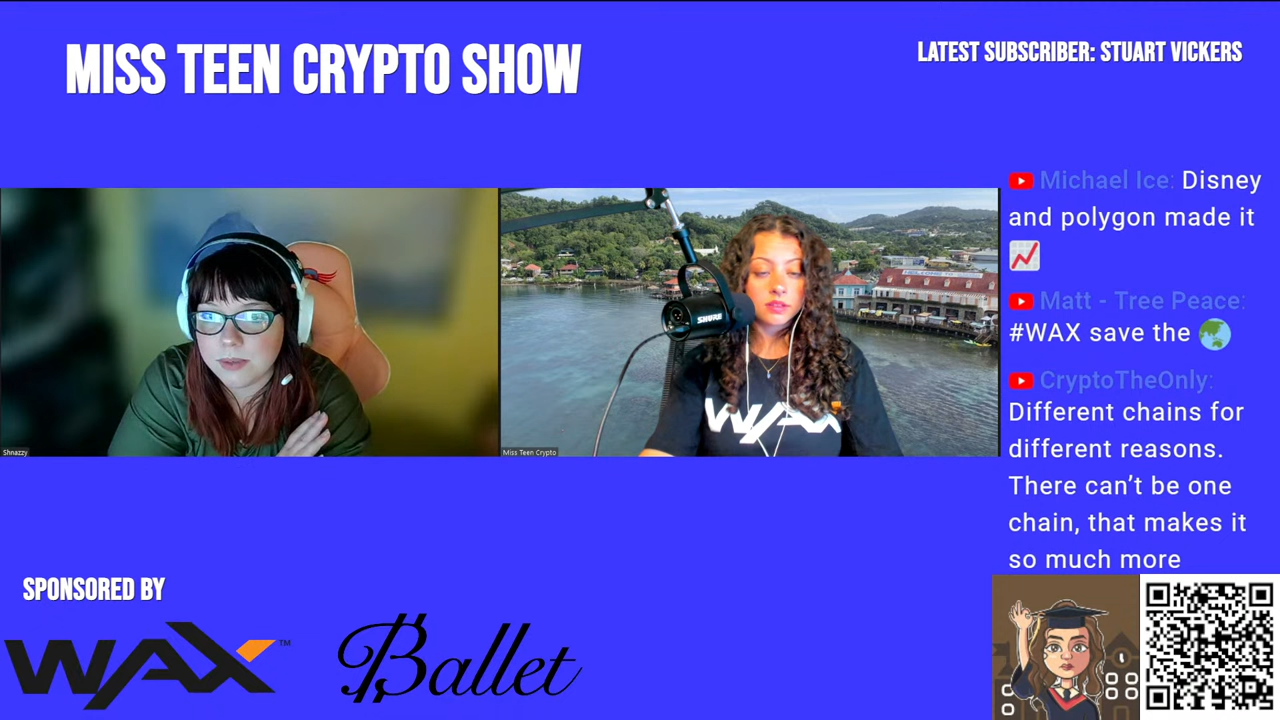 MISS TEEN CRYPTO SHOW
LATEST SUBSCRIBER: STUART VICKERS
Michael Ice: Disney
and polygon made it
📈
Matt - Tree Peace:
#WAX save the 🌏
CryptoTheOnly:
Different chains for
different reasons.
There can’t be one
chain, that makes it
so much more
SHURE
WAX
Shnazzy
Miss Teen Crypto
SPONSORED BY
WAX™
Ballet